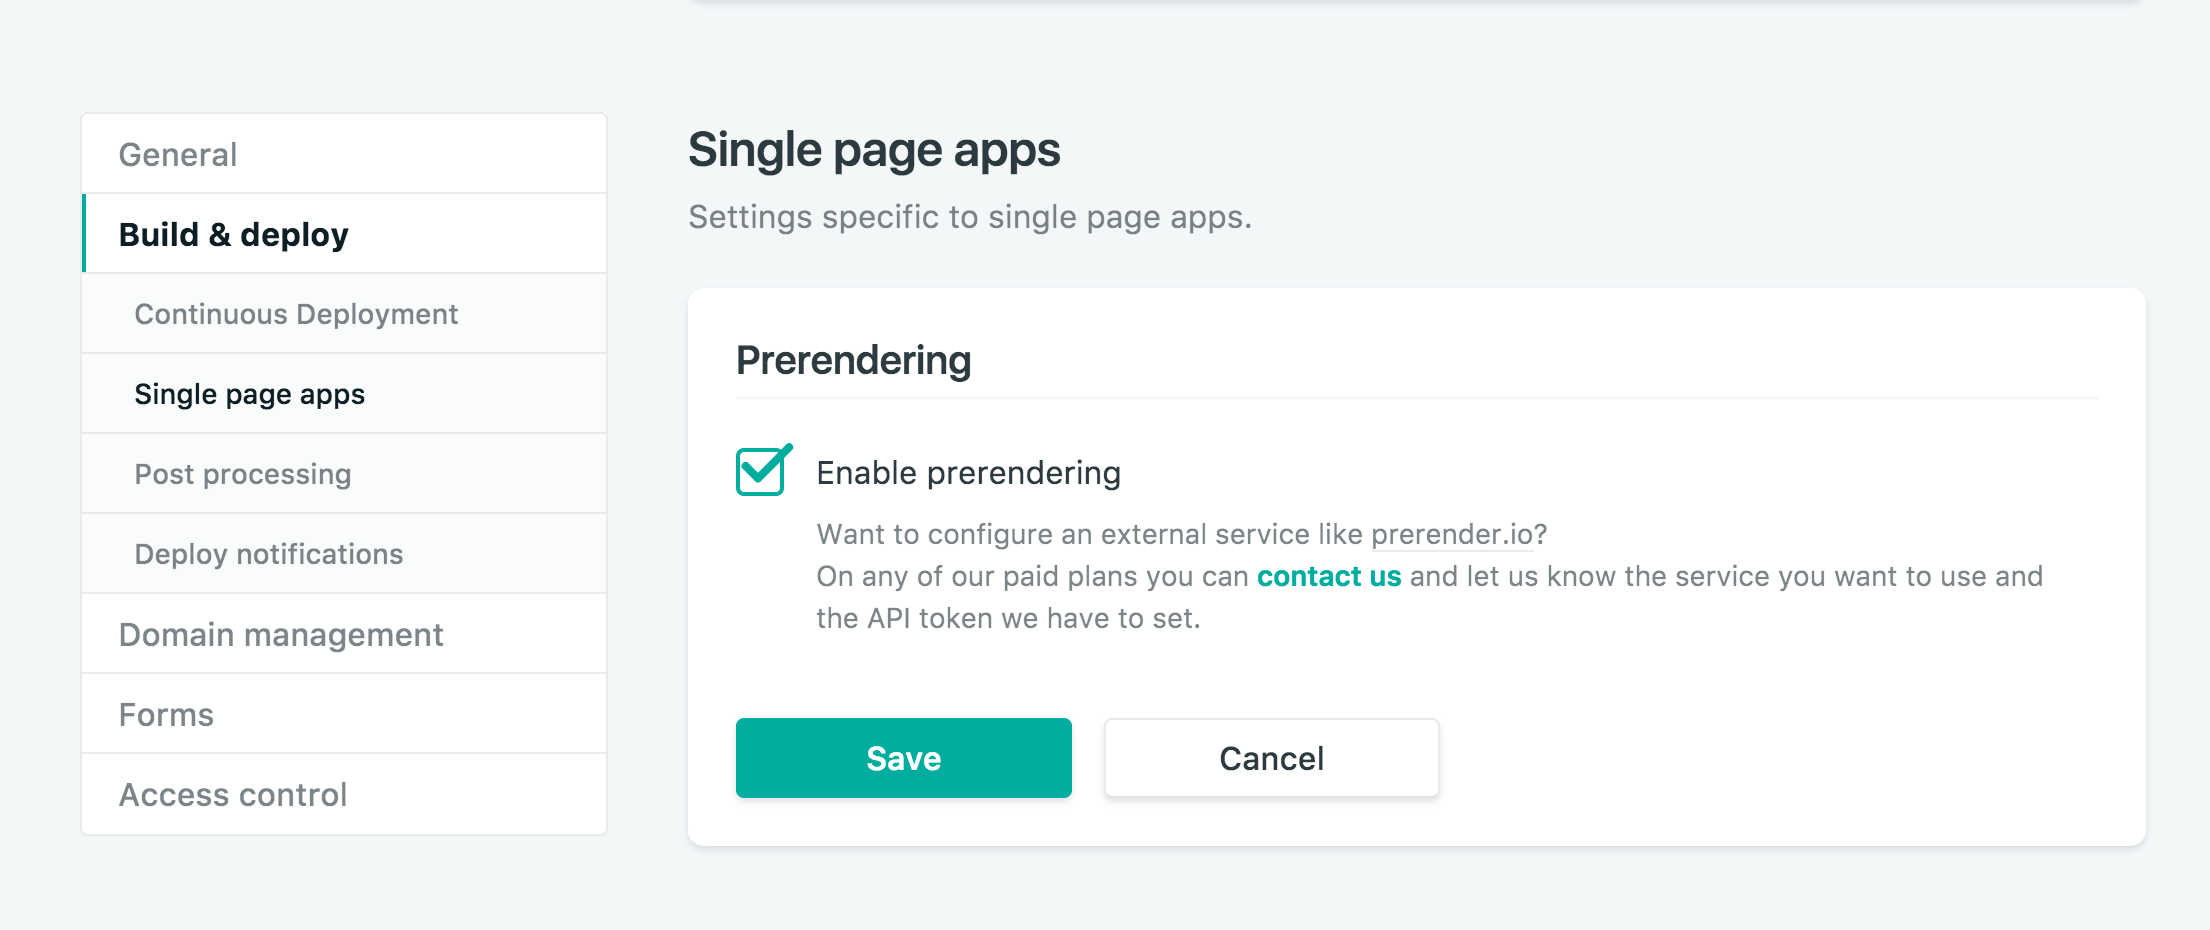 General
Build & deploy
Continuous Deployment
Single page apps
Post processing
Deploy notifications
Domain management
Forms
Access control
Single page apps
Settings specific to single page apps.
Prerendering
Enable prerendering
Want to configure an external service like prerender.io?
On any of our paid plans you can contact us and let us know the service you want to use and
the API token we have to set.
Save
Cancel